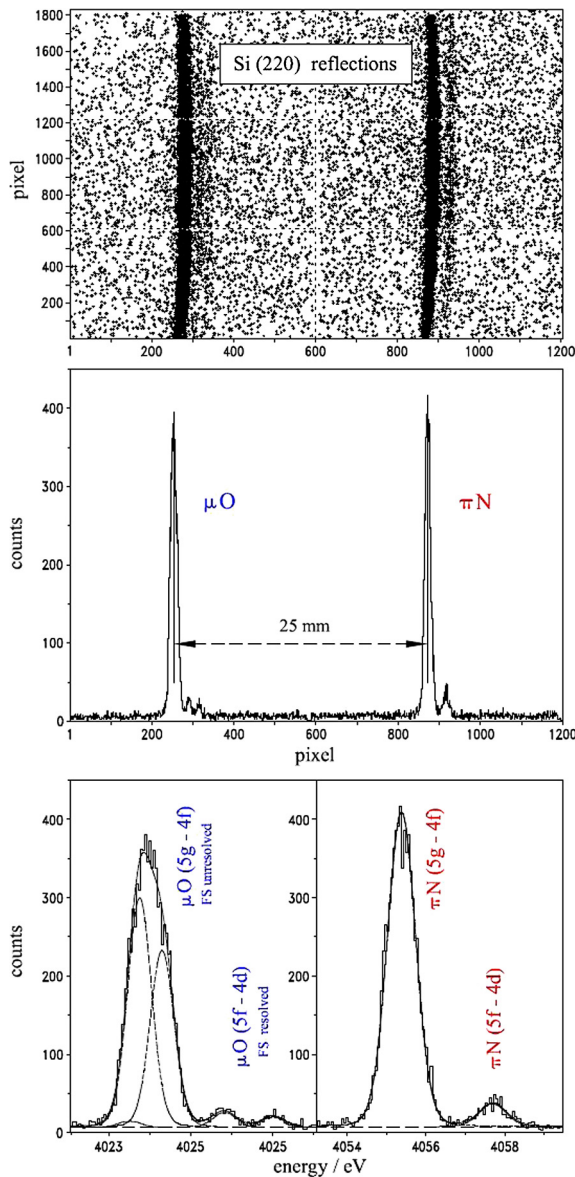 1800
1600
1400
1200
1000
800
600
400
200
pixel
Si (220) reflections
1 200 400 600 800 1000 1200
400
300
200
100
0
counts
μO
πN
25 mm
1 200 400 600 800 1000 1200
pixel
400
300
200
100
0
counts
μO (5g - 4f)
FS unresolved
μO (5f - 4d)
FS resolved
πN (5g - 4f)
πN (5f - 4d)
4023 4025 4025 4054 4056 4058
energy / eV